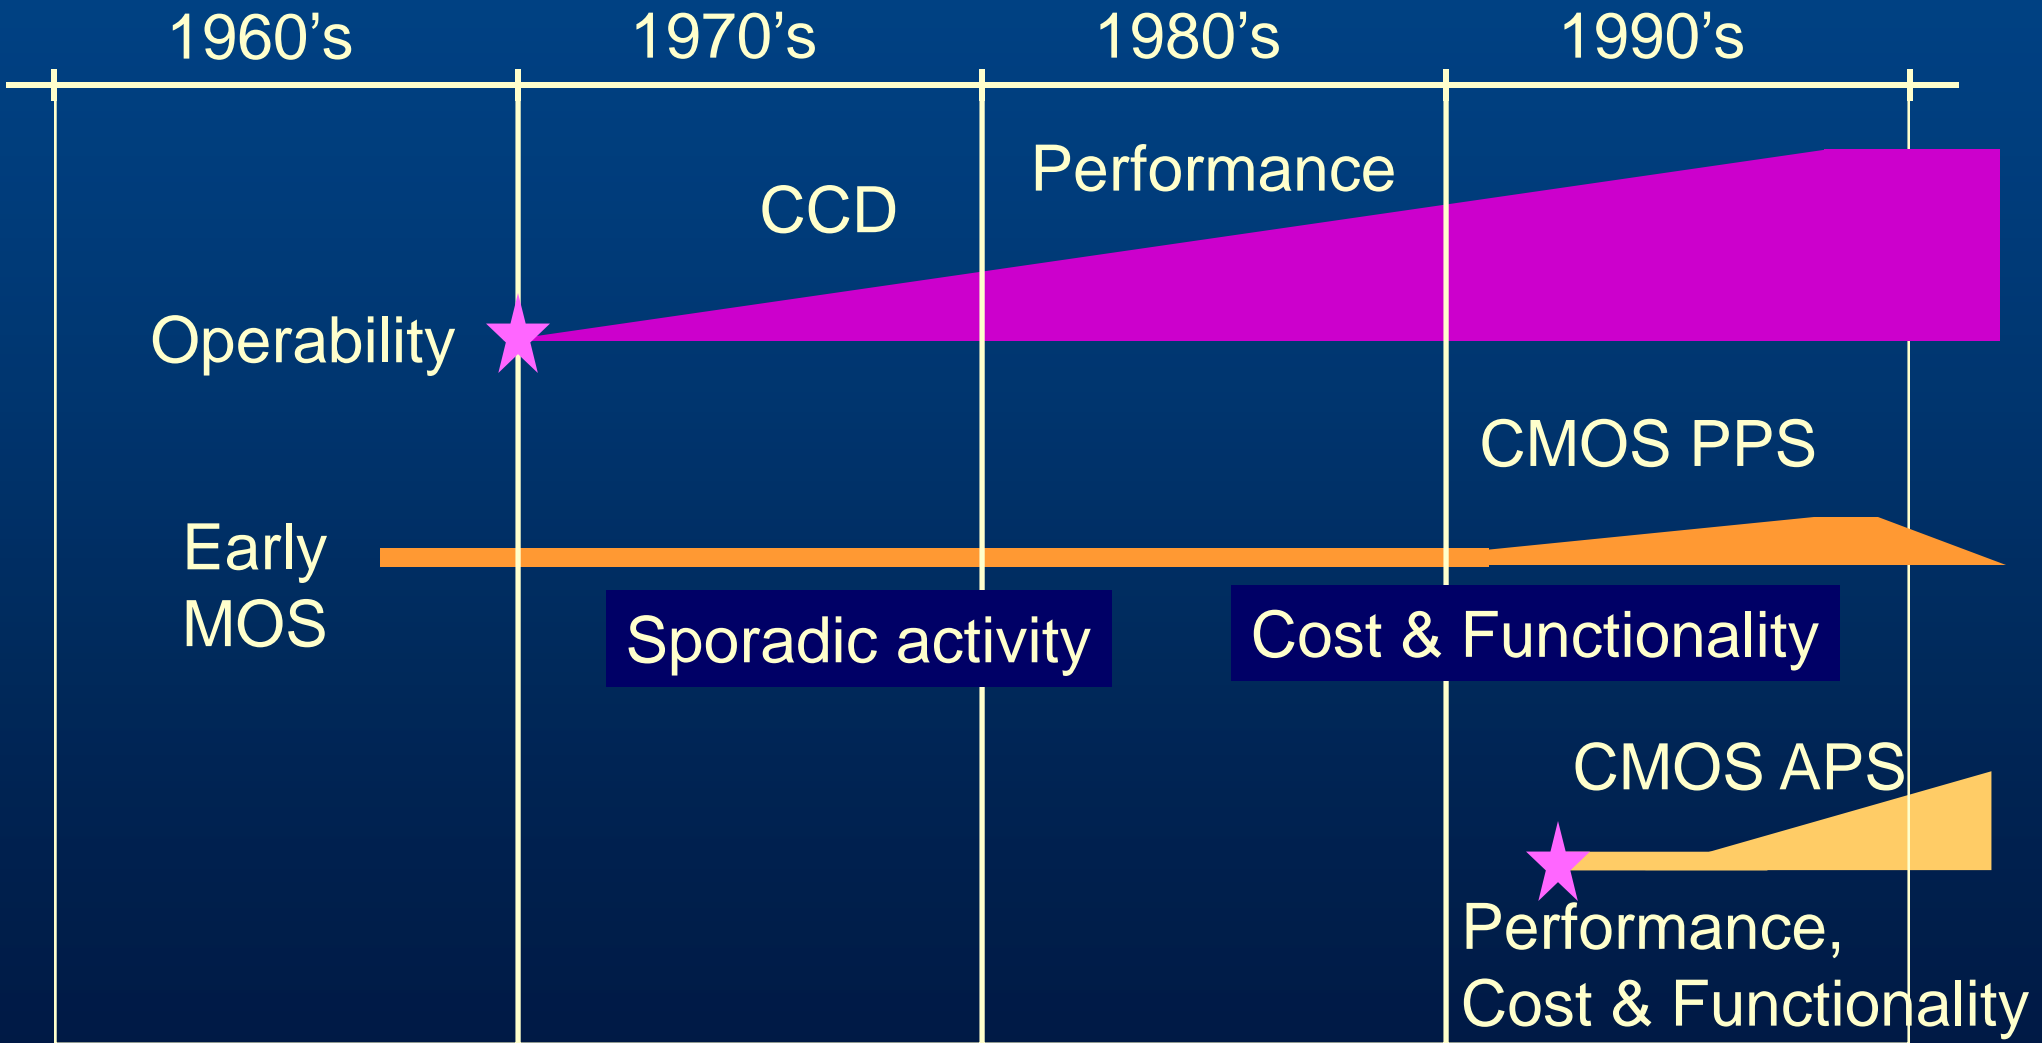 1960’s 1970’s 1980’s 1990’s
Performance
CCD
Operability
CMOS PPS
Early
MOS
Sporadic activity
Cost & Functionality
CMOS APS
Performance,
Cost & Functionality